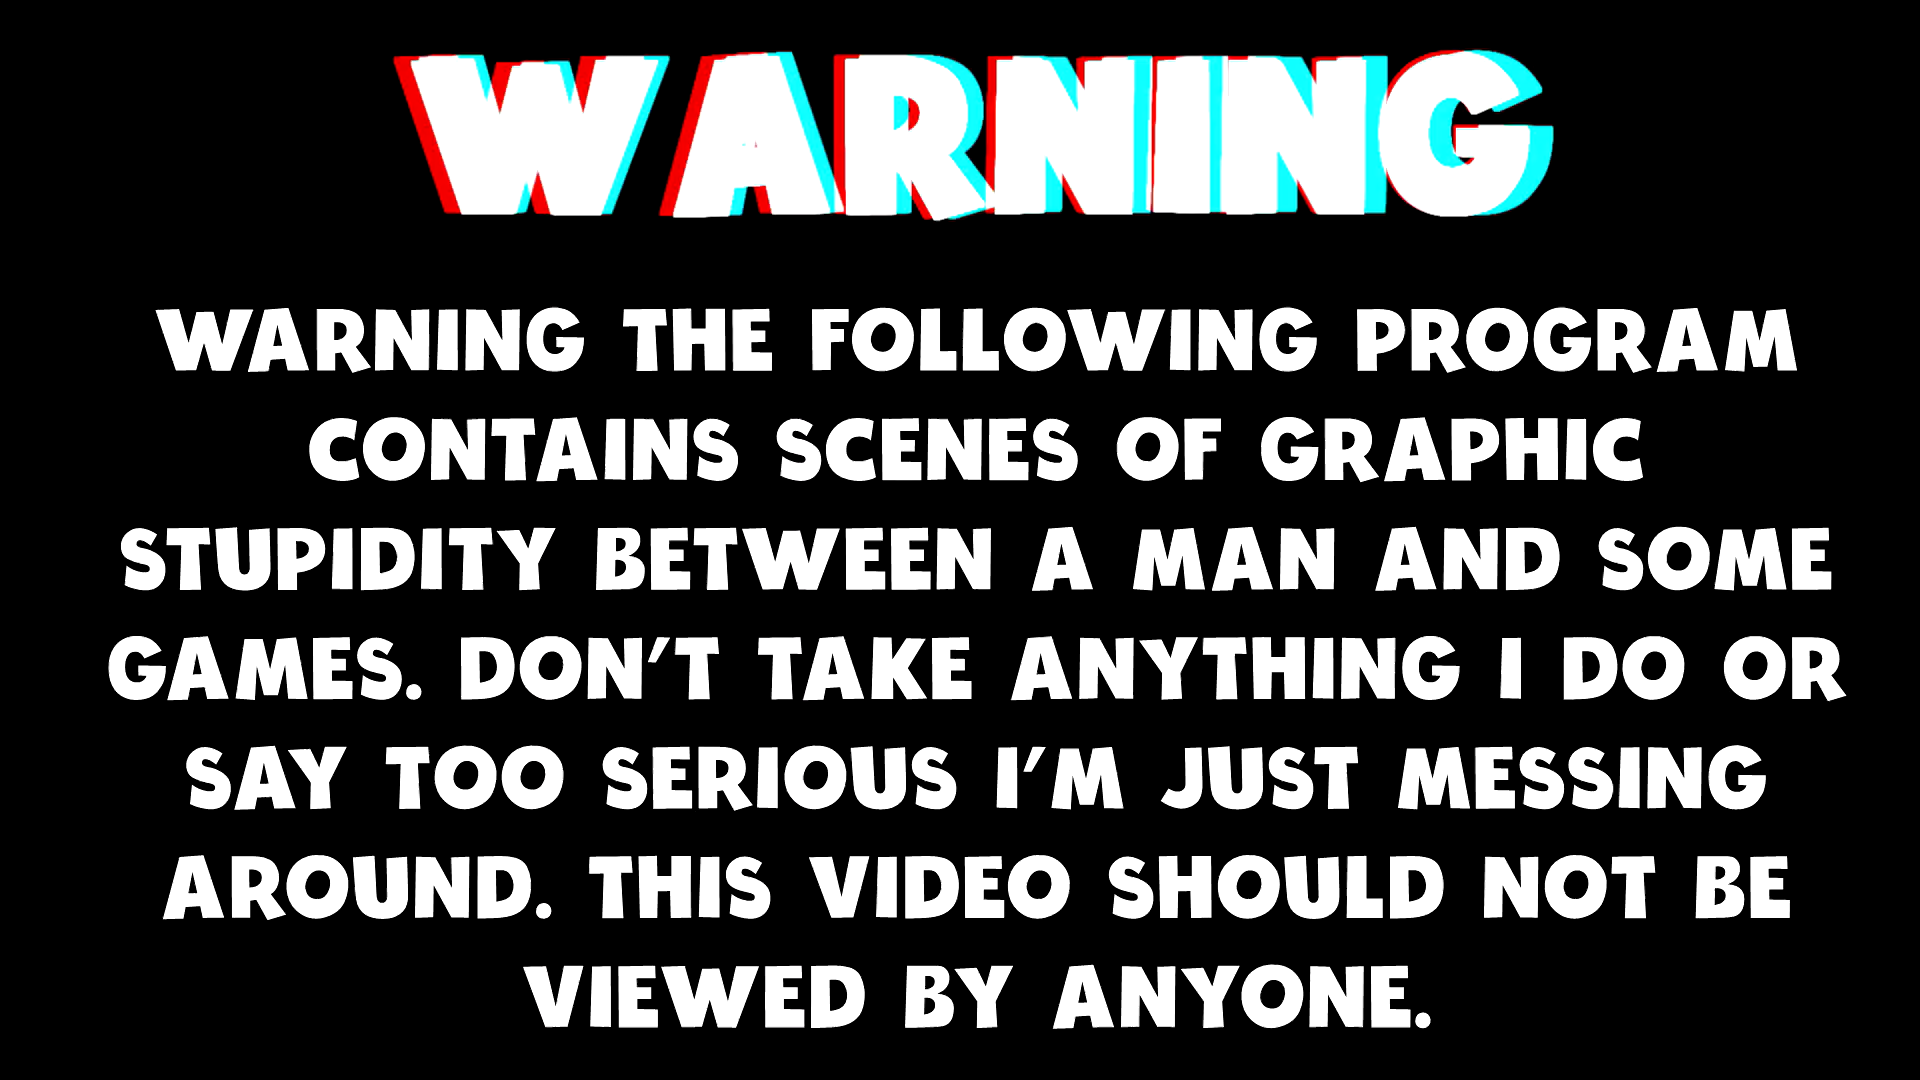 WARNING
WARNING THE FOLLOWING PROGRAM
CONTAINS SCENES OF GRAPHIC
STUPIDITY BETWEEN A MAN AND SOME
GAMES. DON'T TAKE ANYTHING I DO OR
SAY TOO SERIOUS I'M JUST MESSING
AROUND. THIS VIDEO SHOULD NOT BE
VIEWED BY ANYONE.